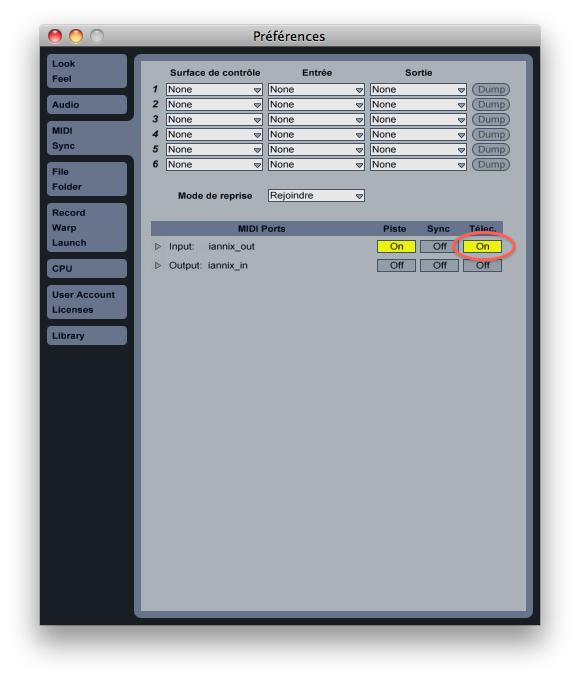 Préférences
Look
Feel
Audio
MIDI
Sync
File
Folder
Record
Warp
Launch
CPU
User Account
Licenses
Library
Surface de contrôle Entrée Sortie
1 None None None Dump
2 None None None Dump
3 None None None Dump
4 None None None Dump
5 None None None Dump
6 None None None Dump
Mode de reprise Rejoindre
MIDI Ports Piste Sync Télec.
Input: iannix_out On Off On
Output: iannix_in Off Off Off